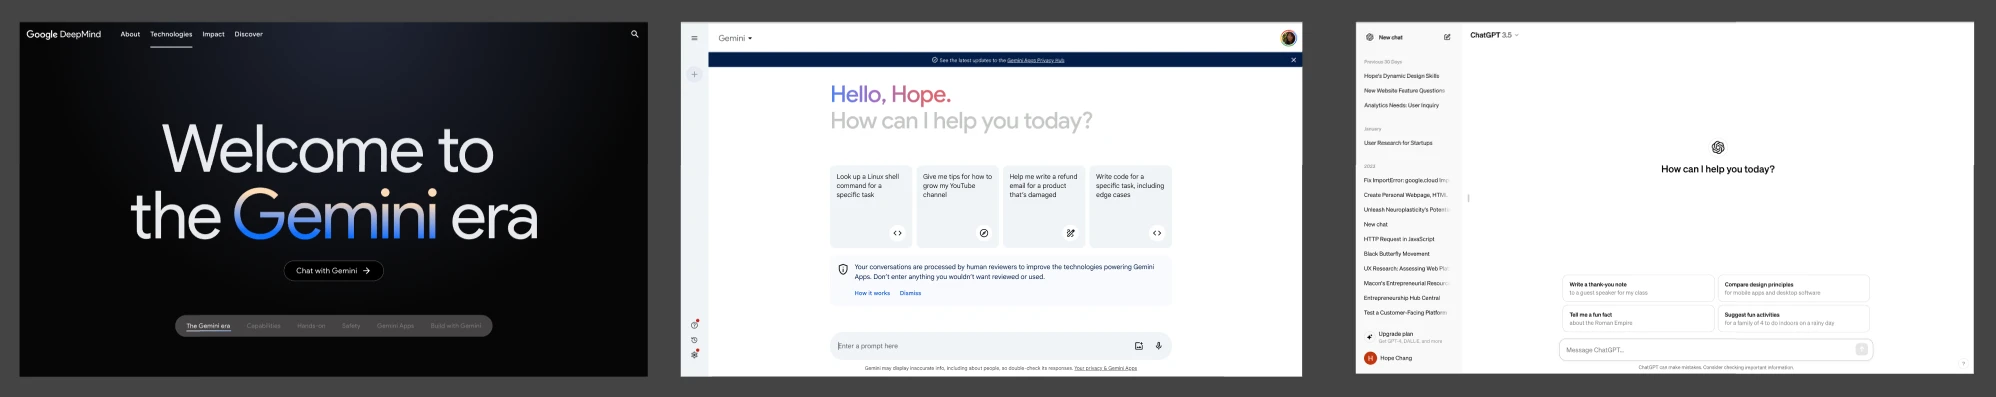 Google DeepMind
About
Technologies
Impact
Discover
Welcome to
the Gemini era
Chat with Gemini →
The Gemini era
Capabilities
Hands-on
Safety
Gemini Apps
Build with Gemini
Gemini
See the latest updates to the Gemini Apps Privacy Hub
Hello, Hope.
How can I help you today?
Look up a Linux shell
command for a
specific task
Give me tips for how to
grow my YouTube
channel
Help me write a refund
email for a product
that's damaged
Write code for a
specific task, including
edge cases
Your conversations are processed by human reviewers to improve the technologies powering Gemini
Apps. Don't enter anything you wouldn't want reviewed or used.
How it works
Dismiss
Enter a prompt here
Gemini may display inaccurate info, including about people, so double-check its responses. Your privacy & Gemini Apps
New chat
Previous 30 Days
Hope's Dynamic Design Skills
New Website Feature Questions
Analytics Needs: User Inquiry
January
User Research for Startups
2023
Fix ImportError: google.cloud Imp
Create Personal Webpage, HTML
Unleash Neuroplasticity's Potenti
New chat
HTTP Request in JavaScript
Black Butterfly Movement
UX Research: Assessing Web Plat
Macon's Entrepreneurial Resourc
Entrepreneurship Hub Central
Test a Customer-Facing Platform
Upgrade plan
Get GPT-4, DALL·E, and more
H
Hope Chang
ChatGPT 3.5
How can I help you today?
Write a thank-you note
to a guest speaker for my class
Compare design principles
for mobile apps and desktop software
Tell me a fun fact
about the Roman Empire
Suggest fun activities
for a family of 4 to do indoors on a rainy day
Message ChatGPT...
ChatGPT can make mistakes. Consider checking important information.
?